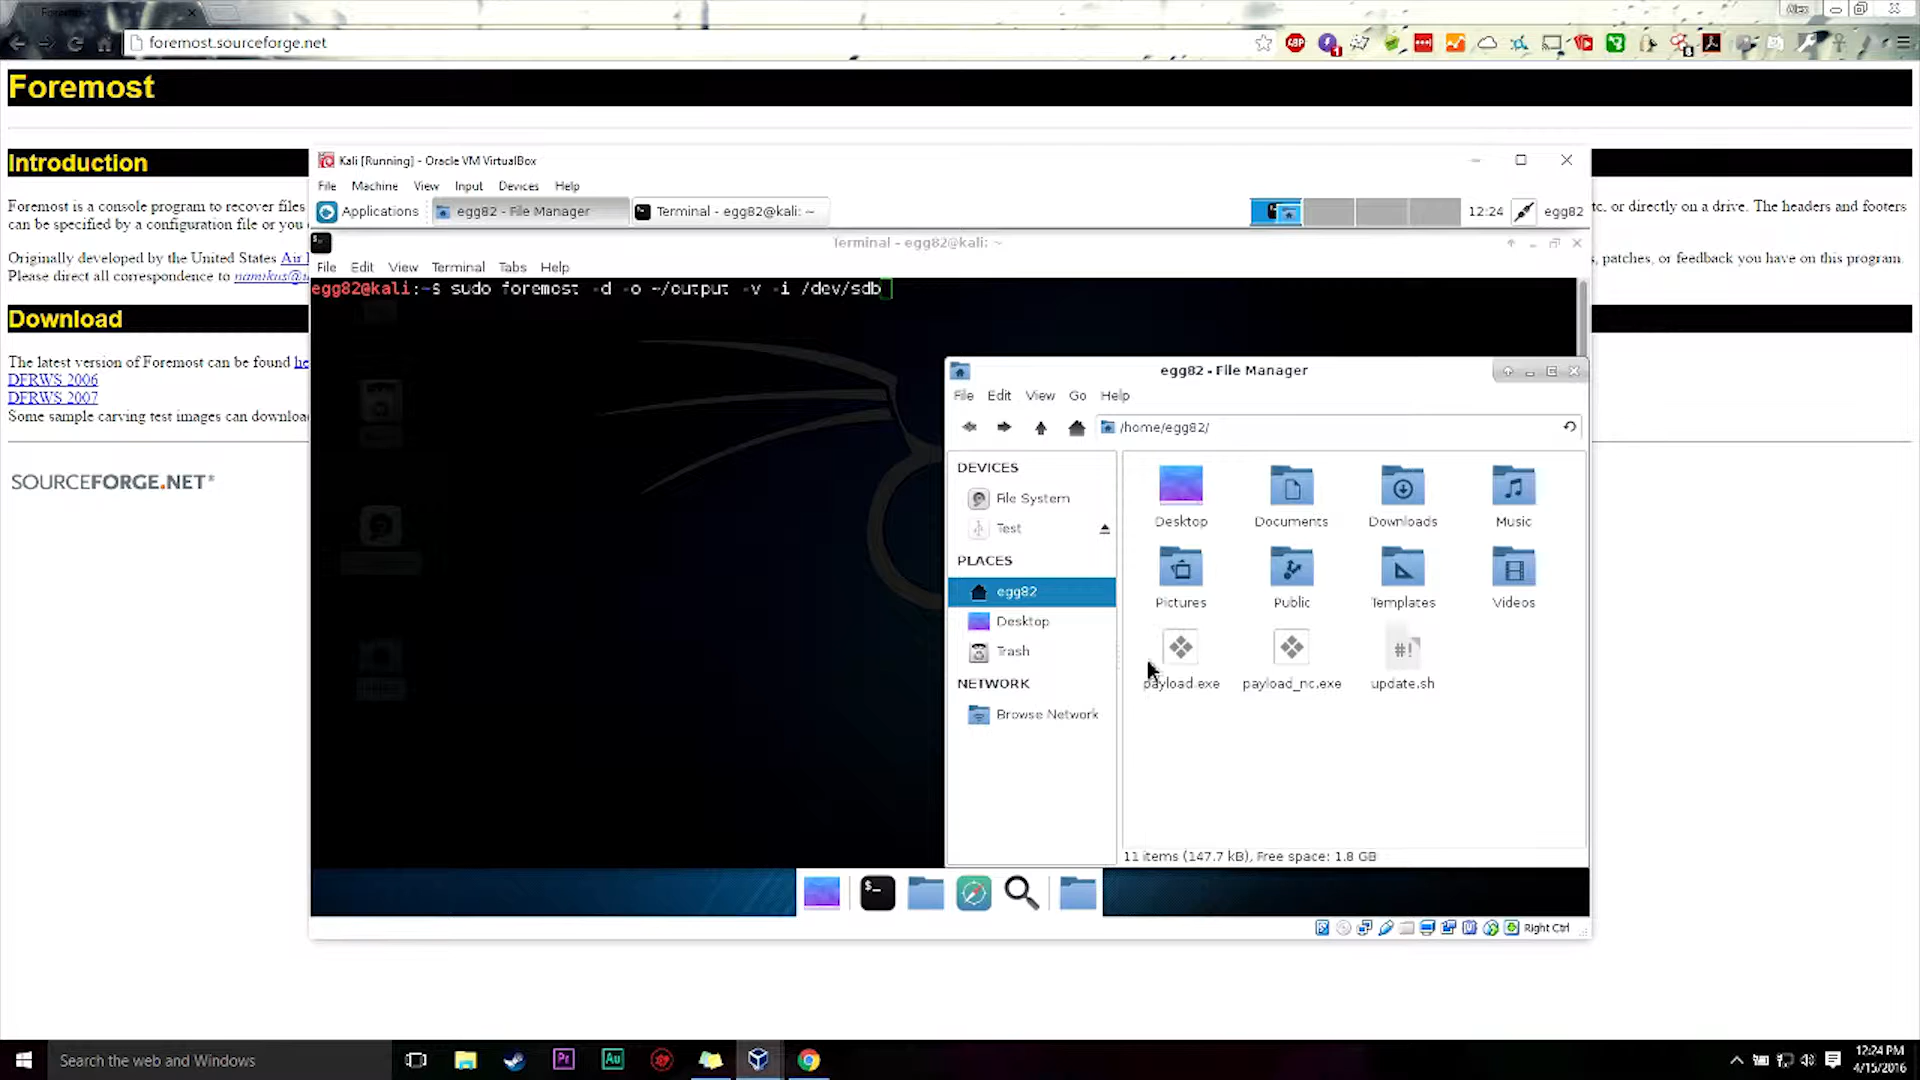 Alex
foremost.sourceforge.net
ABP
Foremost
Introduction
Foremost is a console program to recover files
etc. or directly on a drive. The headers and footers
can be specified by a configuration file or you
Originally developed by the United States Air
, patches, or feedback you have on this program.
Please direct all correspondence to
Download
The latest version of Foremost can be found he
DFRWS 2006
DFRWS 2007
Some sample carving test images can download
SOURCEFORGE.NET®
Kali [Running] - Oracle VM VirtualBox
File Machine View Input Devices Help
Applications
egg82 - File Manager
Terminal - egg82@kali: ~
12:24
egg82
Terminal - egg82@kali: ~
File Edit View Terminal Tabs Help
egg82@kali:~$ sudo foremost -d -o ~/output -v -i /dev/sdb
egg82 - File Manager
File Edit View Go Help
/home/egg82/
DEVICES
File System
Test
PLACES
egg82
Desktop
Trash
NETWORK
Browse Network
Desktop Documents Downloads Music
Pictures Public Templates Videos
#!
payload.exe payload_nc.exe update.sh
11 items (147.7 kB), Free space: 1.8 GB
$-
Right Ctrl
Search the web and Windows
Pr
Au
12:24 PM
4/15/2016